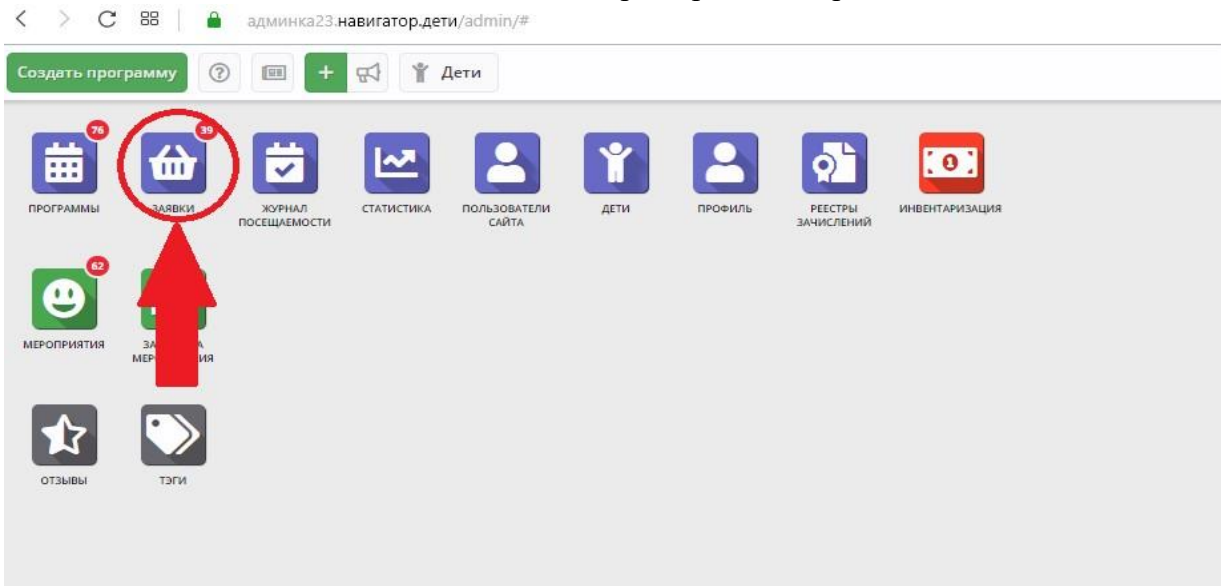 админка23.навигатор.дети/admin/#
Создать программу
Дети
76
39
ПРОГРАММЫ
ЗАЯВКИ
ЖУРНАЛ
ПОСЕЩАЕМОСТИ
СТАТИСТИКА
ПОЛЬЗОВАТЕЛИ
САЙТА
ДЕТИ
ПРОФИЛЬ
РЕЕСТРЫ
ЗАЧИСЛЕНИЙ
ИНВЕНТАРИЗАЦИЯ
62
МЕРОПРИЯТИЯ
ОТЗЫВЫ
ТЭГИ